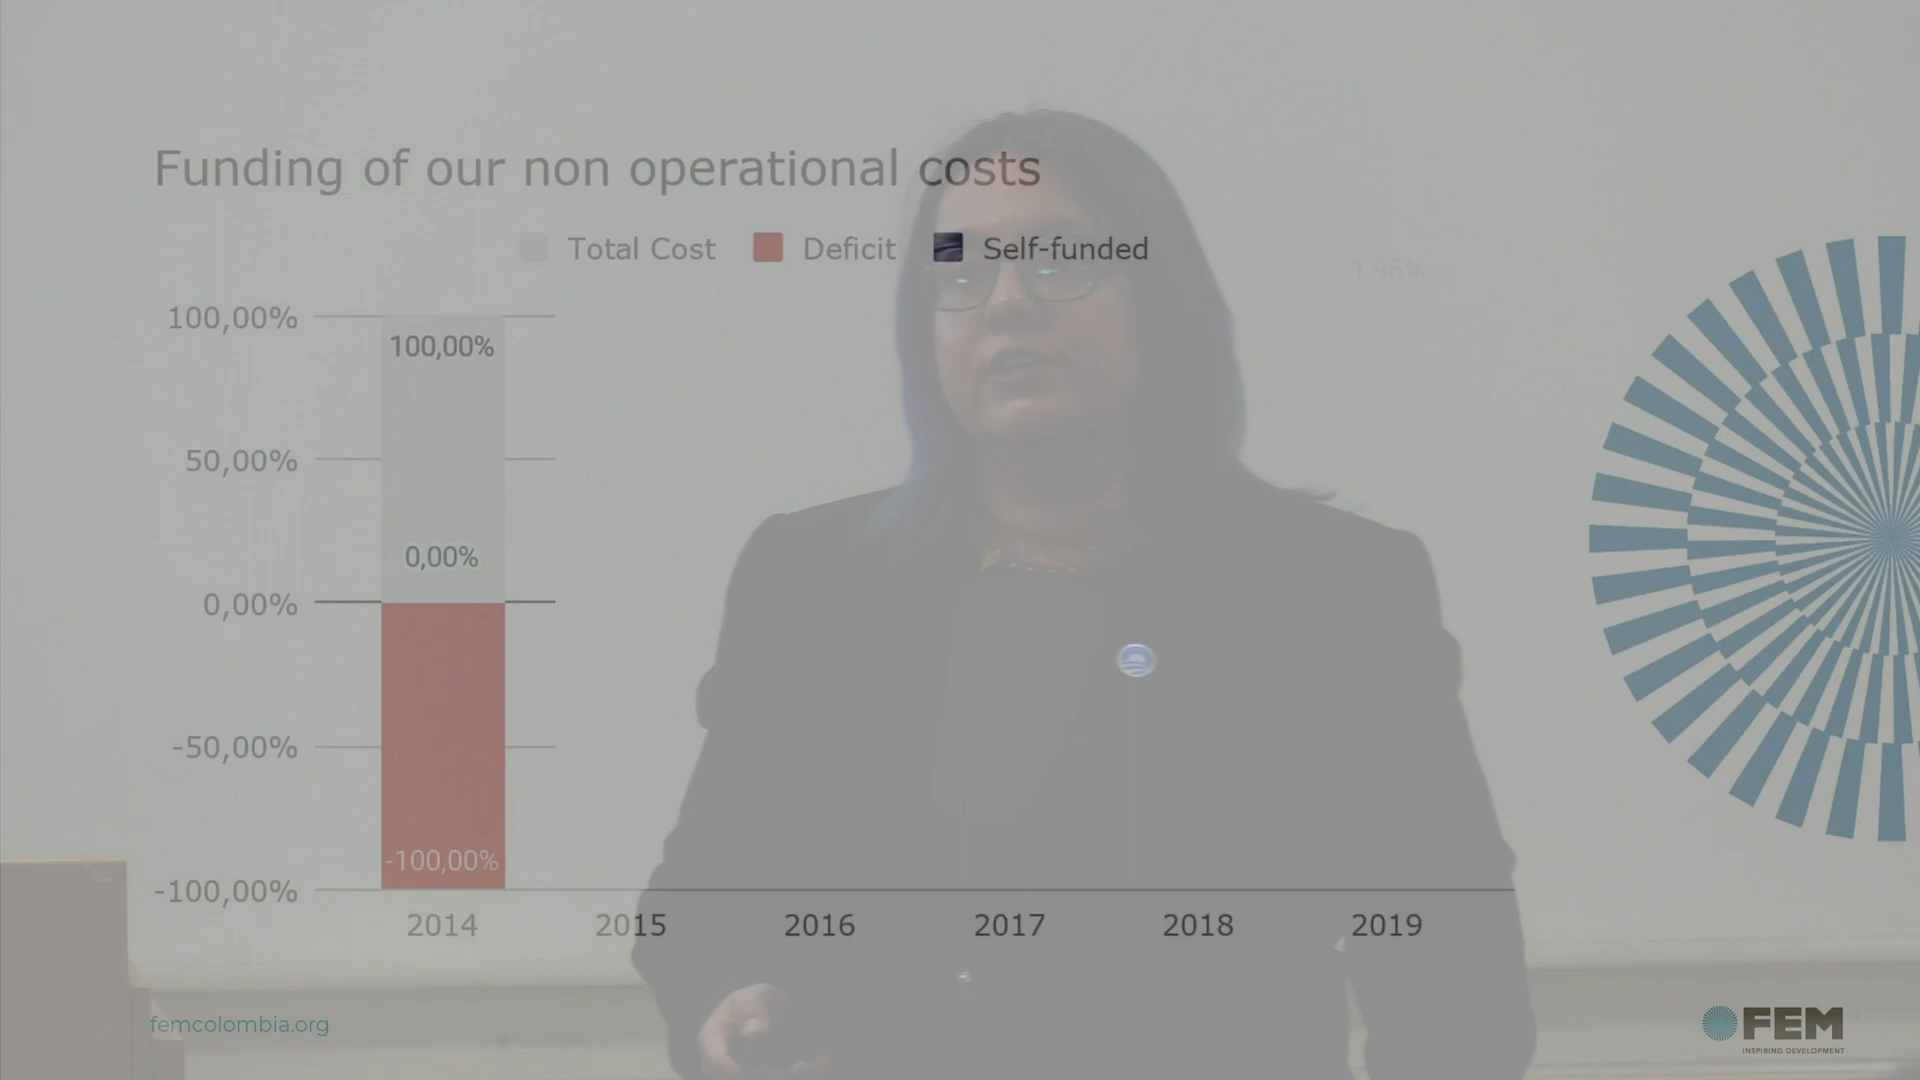 Funding of our non operational costs
Total Cost Deficit Self-funded
1.96%
100,00%
100,00%
50,00%
0,00%
0,00%
-50,00%
-100,00%
-100,00%
2014 2015 2016 2017 2018 2019
femcolombia.org
FEM
INSPIRING DEVELOPMENT